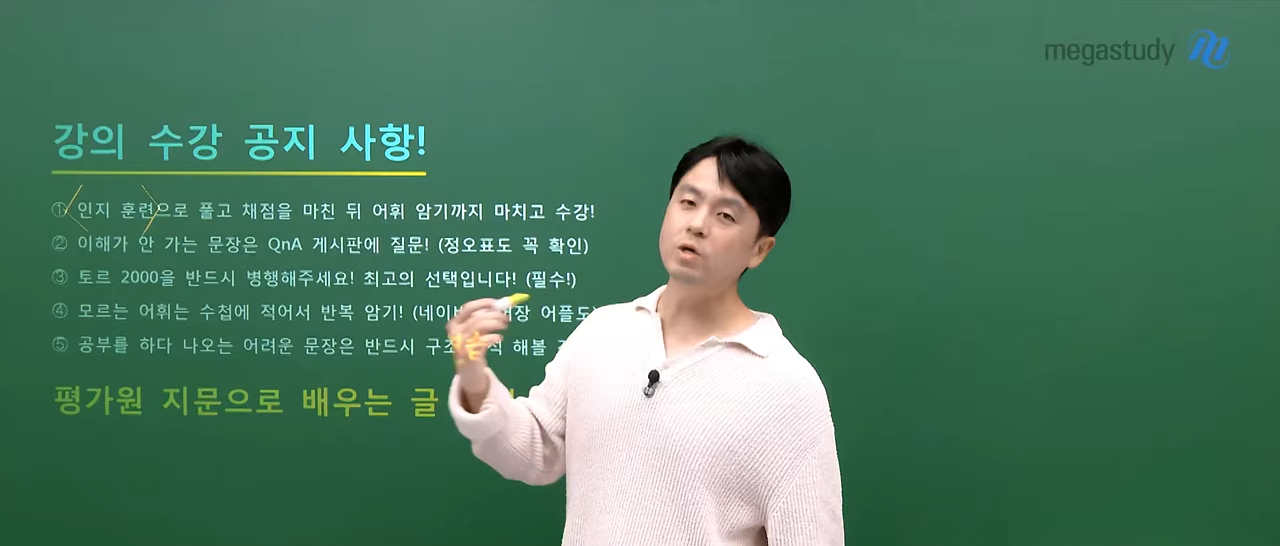 megastudy
강의 수강 공지 사항!
① 인지 훈련으로 풀고 채점을 마친 뒤 어휘 암기까지 마치고 수강!
② 이해가 안 가는 문장은 QnA 게시판에 질문! (정오표도 꼭 확인)
③ 토르 2000을 반드시 병행해주세요! 최고의 선택입니다! (필수!)
④ 모르는 어휘는 수첩에 적어서 반복 암기! 어플도
⑤ 공부를 하다 나오는 어려운 문장은 반드시 해볼
평가원 지문으로 배우는 글